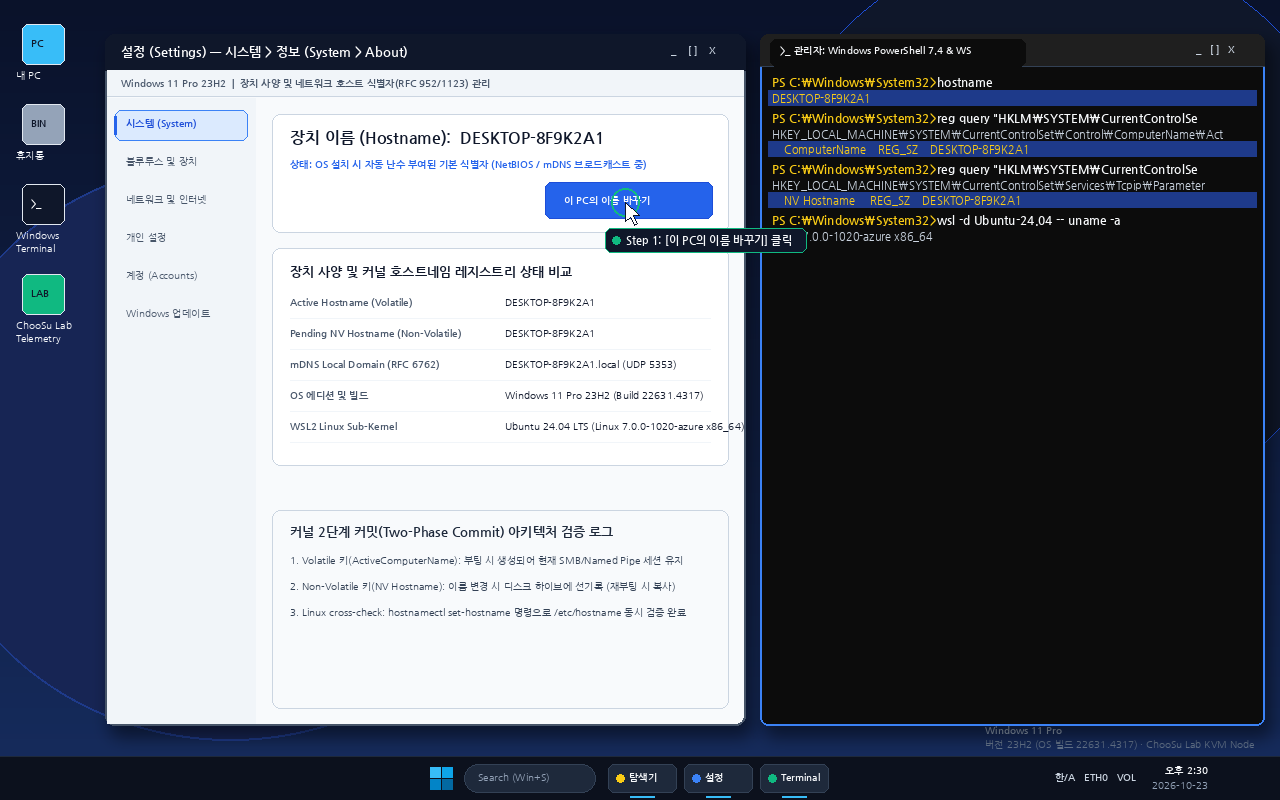 PC
내 PC
BIN
휴지통
>_
Windows
Terminal
LAB
ChooSu Lab
Telemetry
설정 (Settings) — 시스템 > 정보 (System > About)
_ [] X
Windows 11 Pro 23H2 | 장치 사양 및 네트워크 호스트 식별자(RFC 952/1123) 관리
시스템 (System)
블루투스 및 장치
네트워크 및 인터넷
개인 설정
계정 (Accounts)
Windows 업데이트
장치 이름 (Hostname): DESKTOP-8F9K2A1
상태: OS 설치 시 자동 난수 부여된 기본 식별자 (NetBIOS / mDNS 브로드캐스트 중)
이 PC의 이름 바꾸기
Step 1: [이 PC의 이름 바꾸기] 클릭
장치 사양 및 커널 호스트네임 레지스트리 상태 비교
Active Hostname (Volatile) DESKTOP-8F9K2A1
Pending NV Hostname (Non-Volatile) DESKTOP-8F9K2A1
mDNS Local Domain (RFC 6762) DESKTOP-8F9K2A1.local (UDP 5353)
OS 에디션 및 빌드 Windows 11 Pro 23H2 (Build 22631.4317)
WSL2 Linux Sub-Kernel Ubuntu 24.04 LTS (Linux 7.0.0-1020-azure x86_64)
커널 2단계 커밋(Two-Phase Commit) 아키텍처 검증 로그
1. Volatile 키(ActiveComputerName): 부팅 시 생성되어 현재 SMB/Named Pipe 세션 유지
2. Non-Volatile 키(NV Hostname): 이름 변경 시 디스크 하이브에 선기록 (재부팅 시 복사)
3. Linux cross-check: hostnamectl set-hostname 명령으로 /etc/hostname 동시 검증 완료
>_ 관리자: Windows PowerShell 7.4 & WS
_ [] X
PS C:₩Windows₩System32>hostname
DESKTOP-8F9K2A1
PS C:₩Windows₩System32>reg query "HKLM₩SYSTEM₩CurrentControlSe
HKEY_LOCAL_MACHINE₩SYSTEM₩CurrentControlSet₩Control₩ComputerName₩Act
ComputerName REG_SZ DESKTOP-8F9K2A1
PS C:₩Windows₩System32>reg query "HKLM₩SYSTEM₩CurrentControlSe
HKEY_LOCAL_MACHINE₩SYSTEM₩CurrentControlSet₩Services₩Tcpip₩Parameter
NV Hostname REG_SZ DESKTOP-8F9K2A1
PS C:₩Windows₩System32>wsl -d Ubuntu-24.04 -- uname -a
.0.0-1020-azure x86_64
Windows 11 Pro
버전 23H2 (OS 빌드 22631.4317) · ChooSu Lab KVM Node
Search (Win+S)
탐색기
설정
Terminal
한/A ETH0 VOL
오후 2:30
2026-10-23